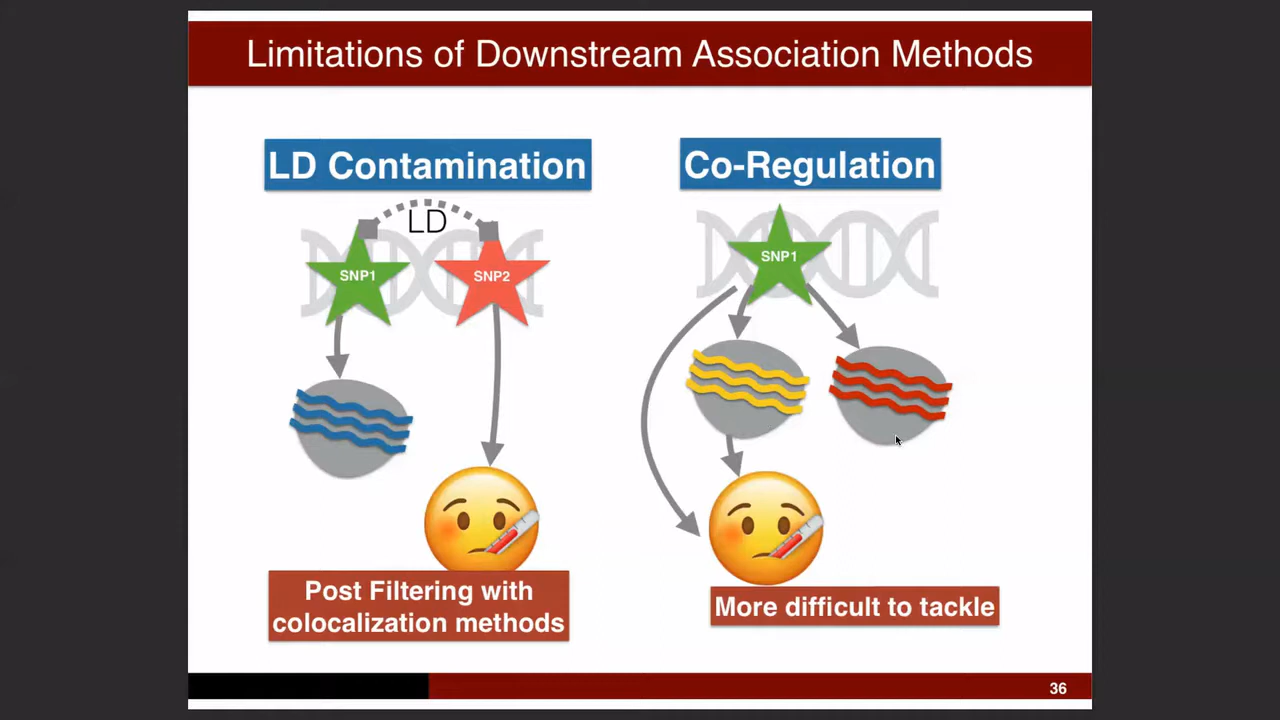 Limitations of Downstream Association Methods
LD Contamination
LD
SNP1
SNP2
Post Filtering with
colocalization methods
Co-Regulation
SNP1
More difficult to tackle
36